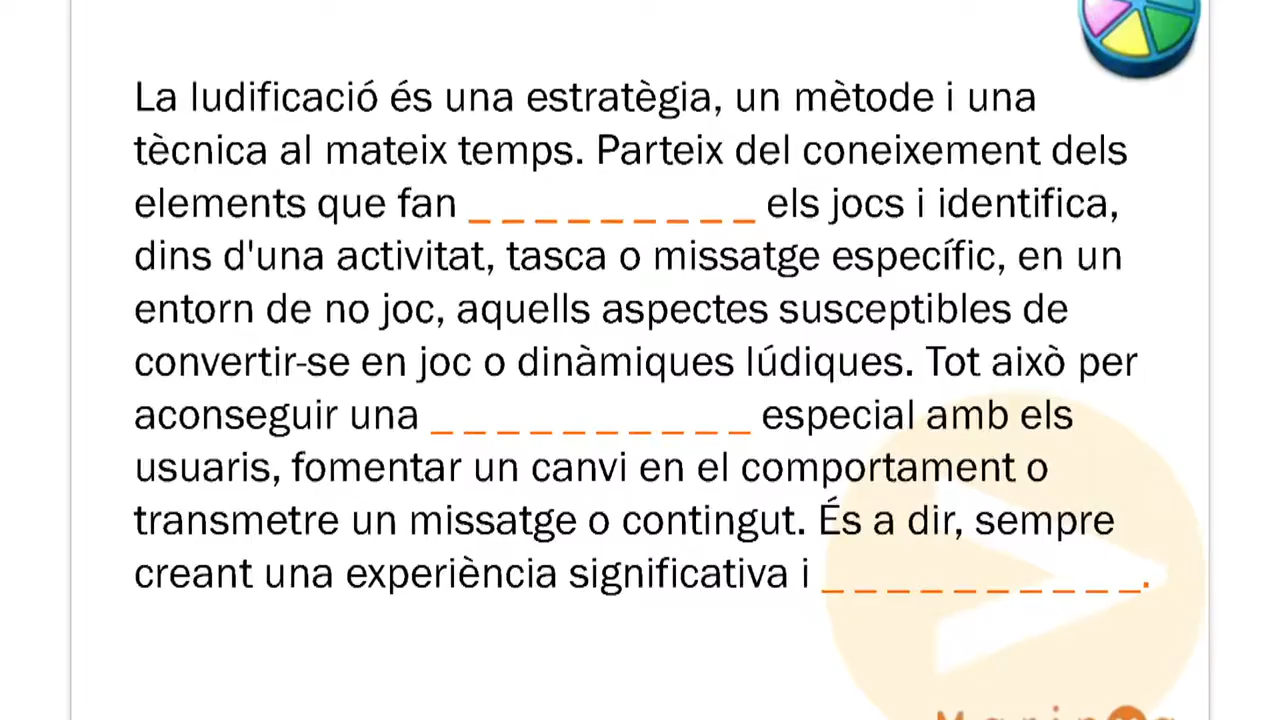 La ludificació és una estratègia, un mètode i una
tècnica al mateix temps. Parteix del coneixement dels
elements que fan _ _ _ _ _ _ _ _ _ els jocs i identifica,
dins d'una activitat, tasca o missatge específic, en un
entorn de no joc, aquells aspectes susceptibles de
convertir-se en joc o dinàmiques lúdiques. Tot això per
aconseguir una _ _ _ _ _ _ _ _ _ _ especial amb els
usuaris, fomentar un canvi en el comportament o
transmetre un missatge o contingut. És a dir, sempre
creant una experiència significativa i _ _ _ _ _ _ _ _ _ _.